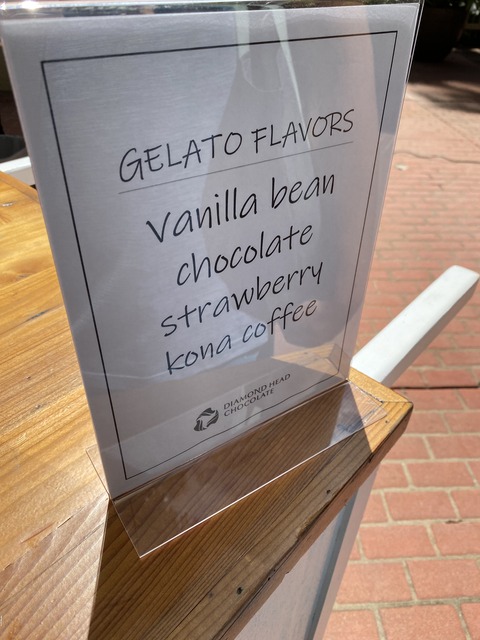 GELATO FLAVORS
vanilla bean
chocolate
strawberry
kona coffee
DIAMOND HEAD
CHOCOLATE